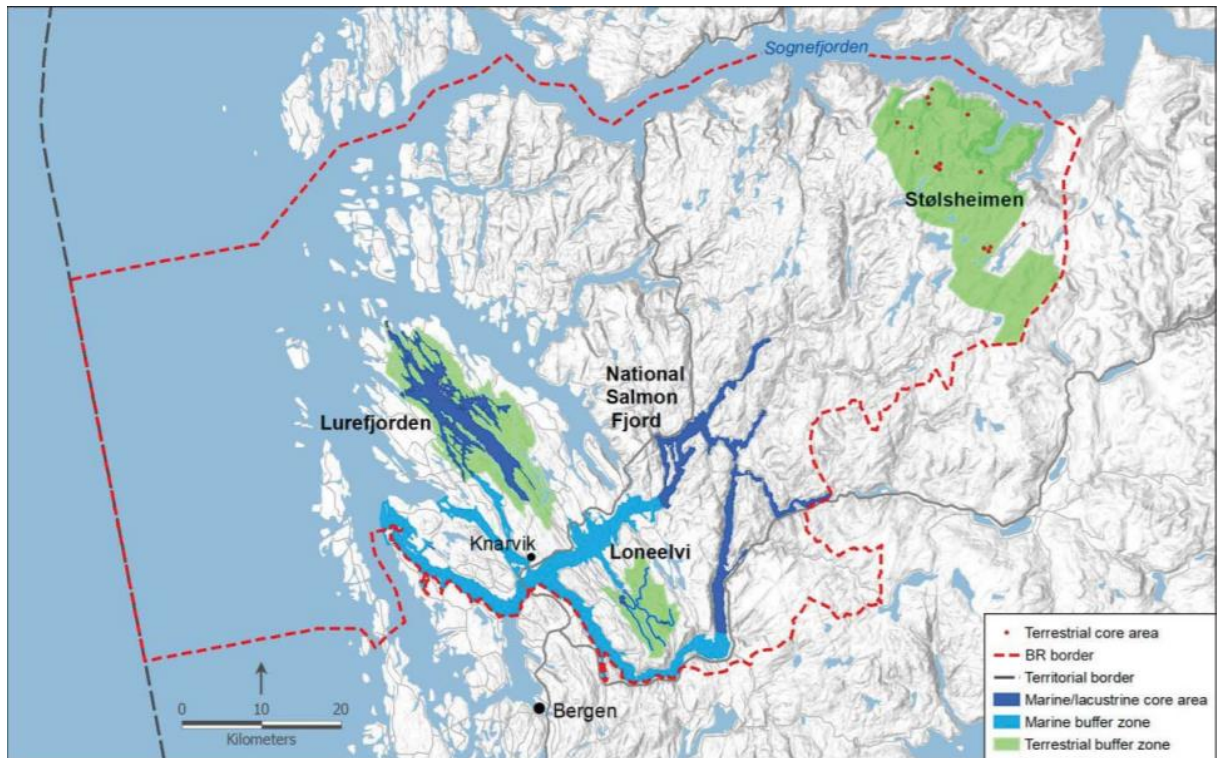 Sognefjorden
Stølsheimen
National
Salmon
Fjord
Lurefjorden
Knarvik
Loneelvi
Bergen
0 10 20
Kilometers
Terrestrial core area
BR border
Territorial border
Marine/lacustrine core area
Marine buffer zone
Terrestrial buffer zone